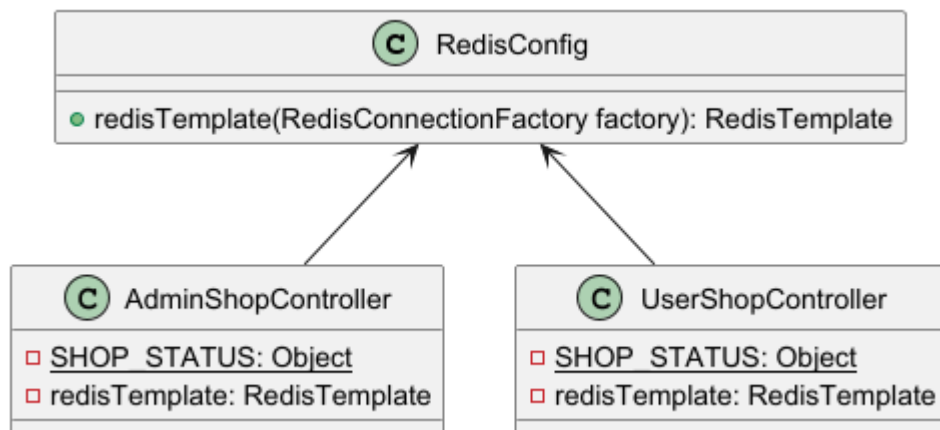 C RedisConfig
redisTemplate(RedisConnectionFactory factory): RedisTemplate
C AdminShopController
SHOP_STATUS: Object
redisTemplate: RedisTemplate
C UserShopController
SHOP_STATUS: Object
redisTemplate: RedisTemplate